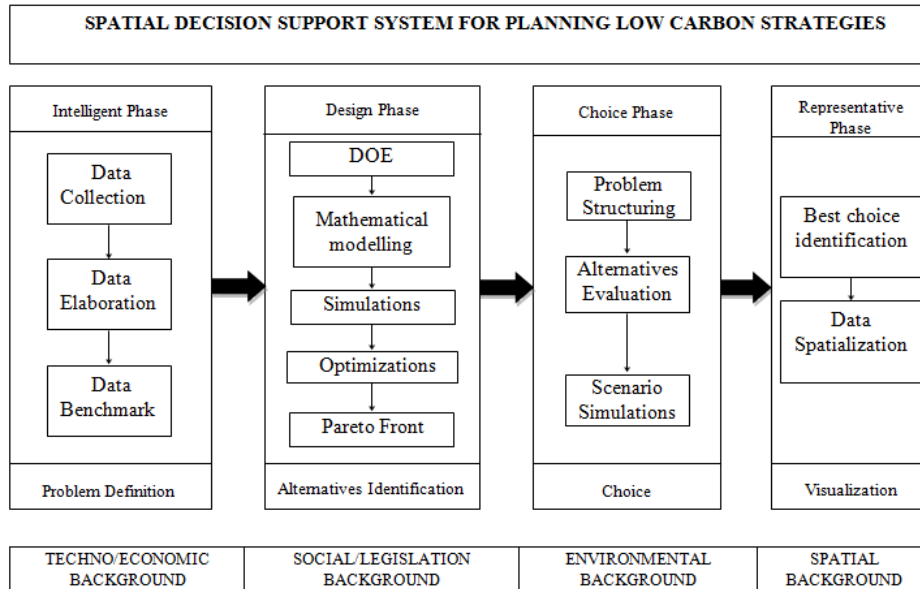 SPATIAL DECISION SUPPORT SYSTEM FOR PLANNING LOW CARBON STRATEGIES
Intelligent Phase
Data
Collection
Data
Elaboration
Data
Benchmark
Problem Definition
Design Phase
DOE
Mathematical
modelling
Simulations
Optimizations
Pareto Front
Alternatives Identification
Choice Phase
Problem
Structuring
Alternatives
Evaluation
Scenario
Simulations
Choice
Representative
Phase
Best choice
identification
Data
Spatialization
Visualization
TECHNO/ECONOMIC
BACKGROUND
SOCIAL/LEGISLATION
BACKGROUND
ENVIRONMENTAL
BACKGROUND
SPATIAL
BACKGROUND